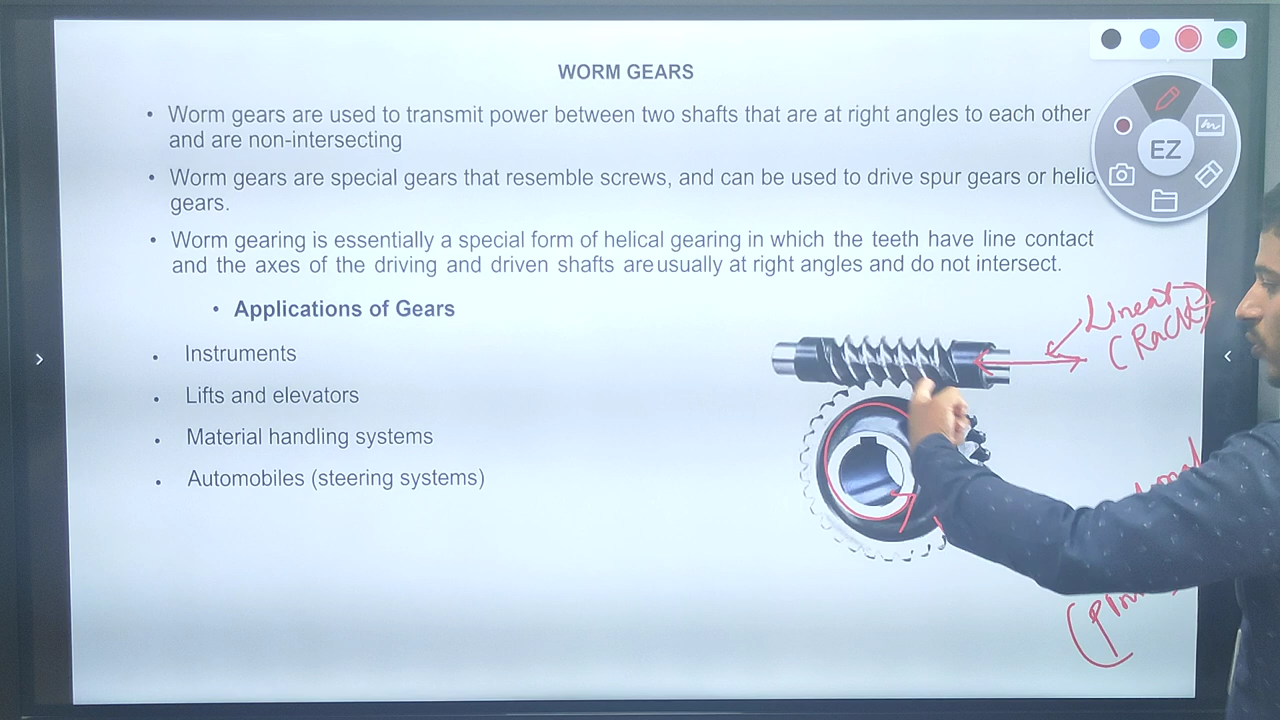 WORM GEARS
• Worm gears are used to transmit power between two shafts that are at right angles to each other
and are non-intersecting
• Worm gears are special gears that resemble screws, and can be used to drive spur gears or helic
gears.
• Worm gearing is essentially a special form of helical gearing in which the teeth have line contact
and the axes of the driving and driven shafts are usually at right angles and do not intersect.
• Applications of Gears
• Instruments
• Lifts and elevators
• Material handling systems
• Automobiles (steering systems)
EZ
Linear
(Rack)